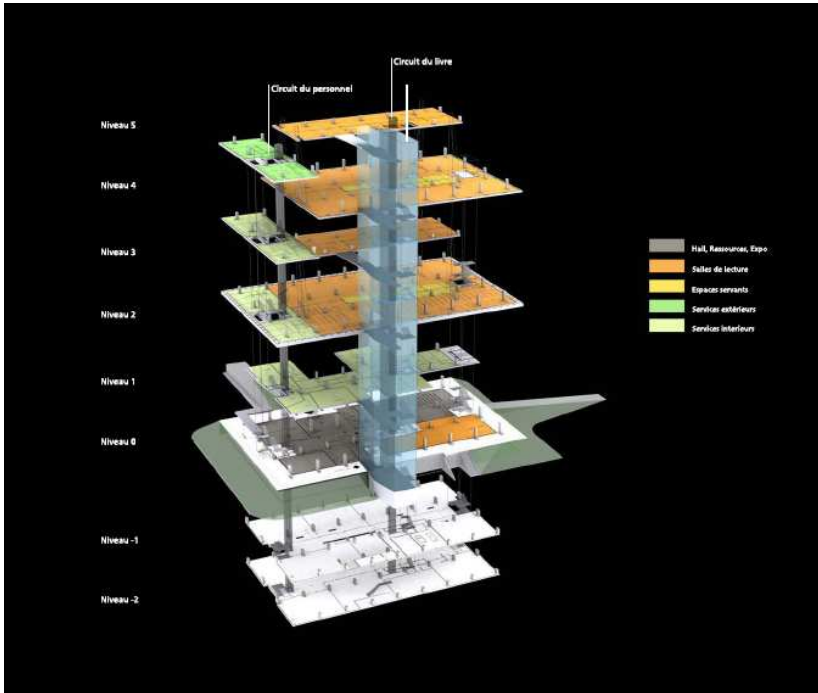 Circuit du livre
Circuit du personnel
Niveau 5
Niveau 4
Niveau 3
Niveau 2
Niveau 1
Niveau 0
Niveau -1
Niveau -2
Hall, Ressources, Expo
Salles de lecture
Espaces servants
Services extérieurs
Services interieurs